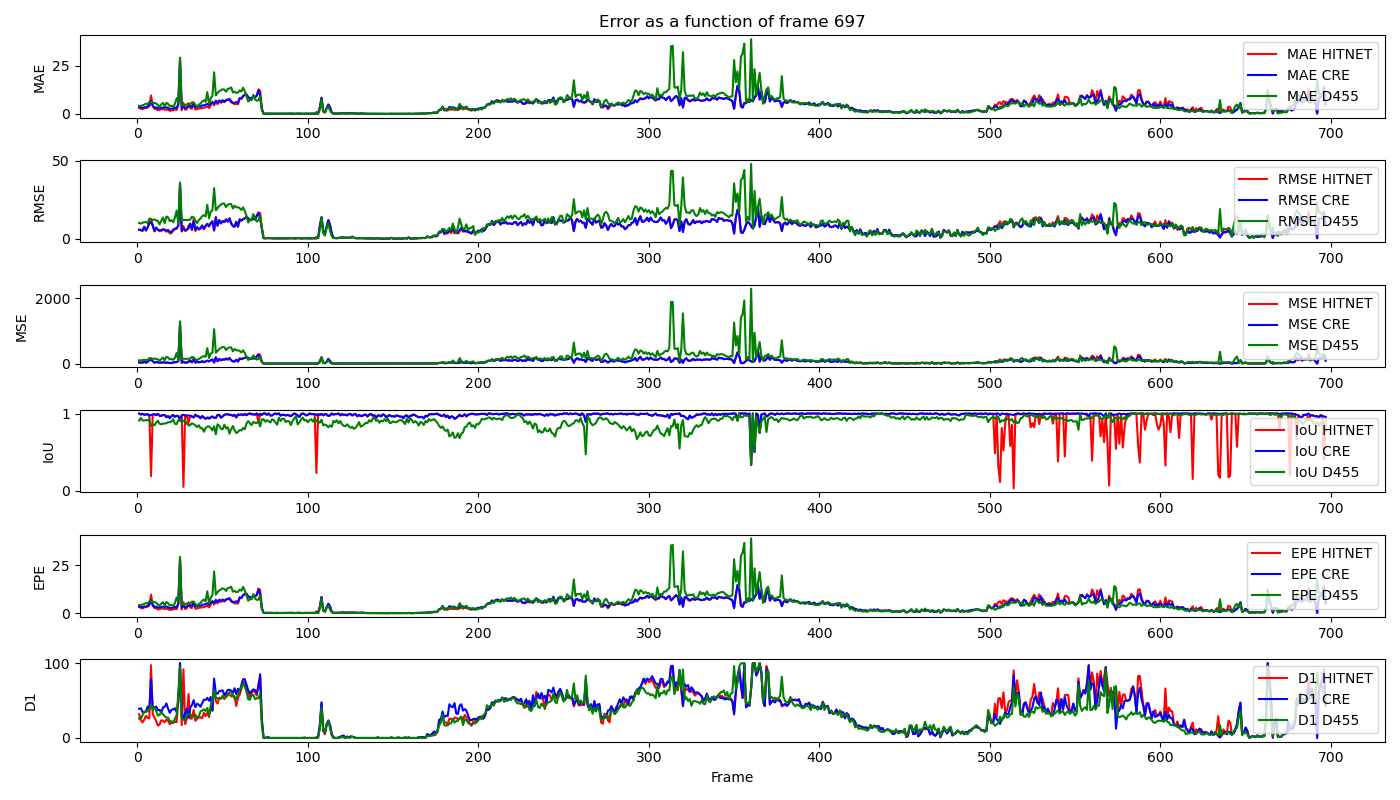 Error as a function of frame 697
MAE
25
0
MAE HITNET
MAE CRE
MAE D455
0 100 200 300 400 500 600 700
RMSE
50
0
RMSE HITNET
RMSE CRE
RMSE D455
0 100 200 300 400 500 600 700
MSE
2000
0
MSE HITNET
MSE CRE
MSE D455
0 100 200 300 400 500 600 700
IoU
1
0
IoU HITNET
IoU CRE
IoU D455
0 100 200 300 400 500 600 700
EPE
25
0
EPE HITNET
EPE CRE
EPE D455
0 100 200 300 400 500 600 700
D1
100
0
D1 HITNET
D1 CRE
D1 D455
0 100 200 300 400 500 600 700
Frame